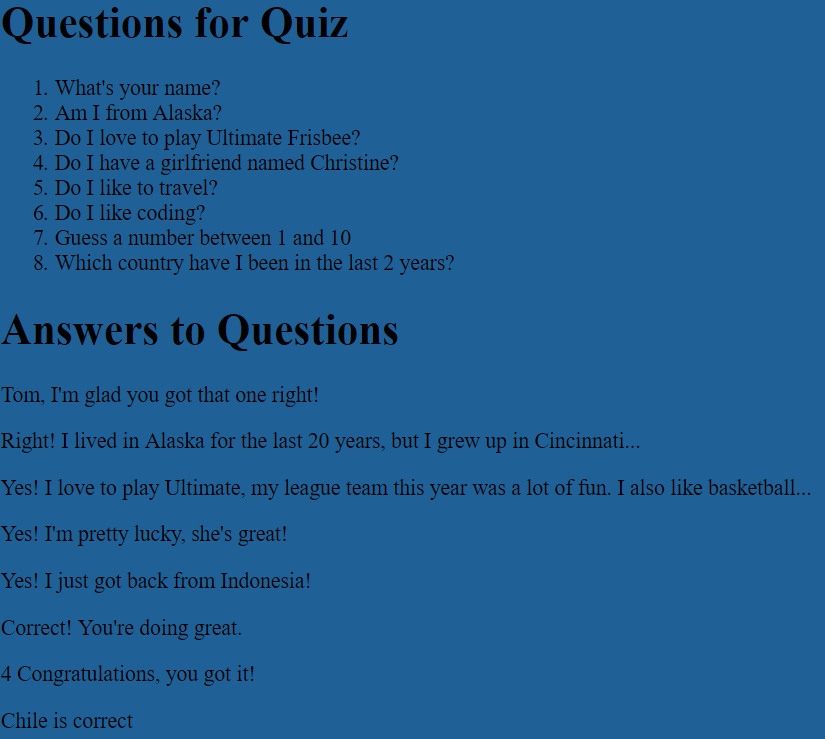 Questions for Quiz
1. What's your name?
2. Am I from Alaska?
3. Do I love to play Ultimate Frisbee?
4. Do I have a girlfriend named Christine?
5. Do I like to travel?
6. Do I like coding?
7. Guess a number between 1 and 10
8. Which country have I been in the last 2 years?
Answers to Questions
Tom, I'm glad you got that one right!
Right! I lived in Alaska for the last 20 years, but I grew up in Cincinnati...
Yes! I love to play Ultimate, my league team this year was a lot of fun. I also like basketball...
Yes! I'm pretty lucky, she's great!
Yes! I just got back from Indonesia!
Correct! You're doing great.
4 Congratulations, you got it!
Chile is correct